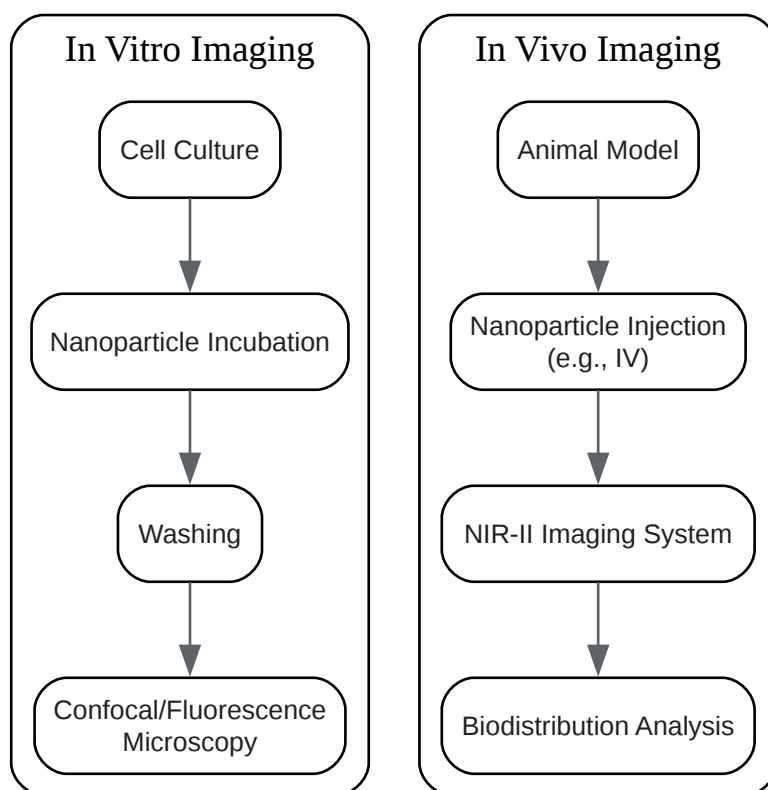 In Vitro Imaging
Cell Culture
Nanoparticle Incubation
Washing
Confocal/Fluorescence
Microscopy
In Vivo Imaging
Animal Model
Nanoparticle Injection
(e.g., IV)
NIR-II Imaging System
Biodistribution Analysis